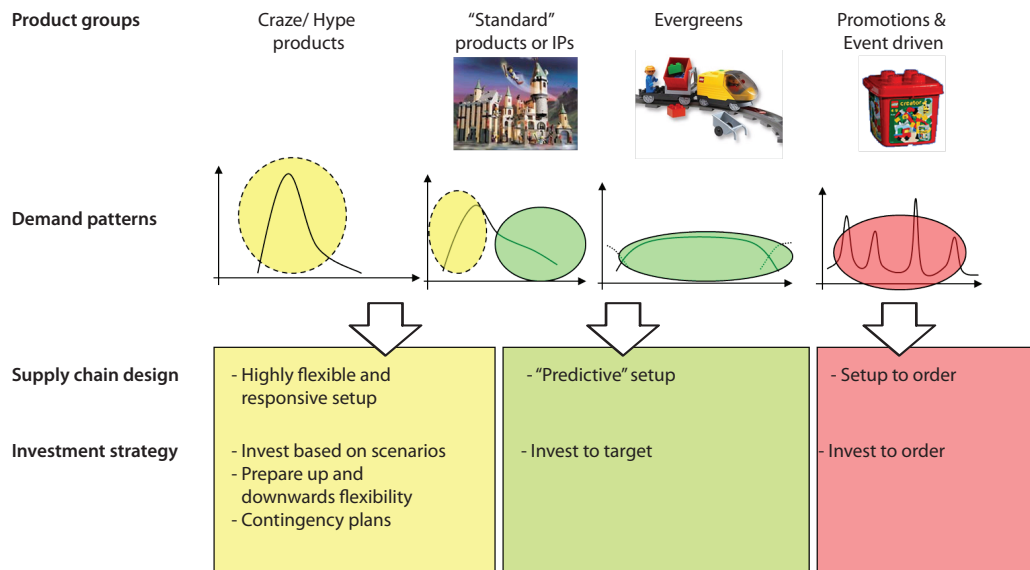 Product groups
Craze/ Hype
products
“Standard”
products or IPs
Evergreens
Promotions &
Event driven
creator
Demand patterns
Supply chain design
- Highly flexible and
responsive setup
- “Predictive” setup
- Setup to order
Investment strategy
- Invest based on scenarios
- Prepare up and
downwards flexibility
- Contingency plans
- Invest to target
- Invest to order